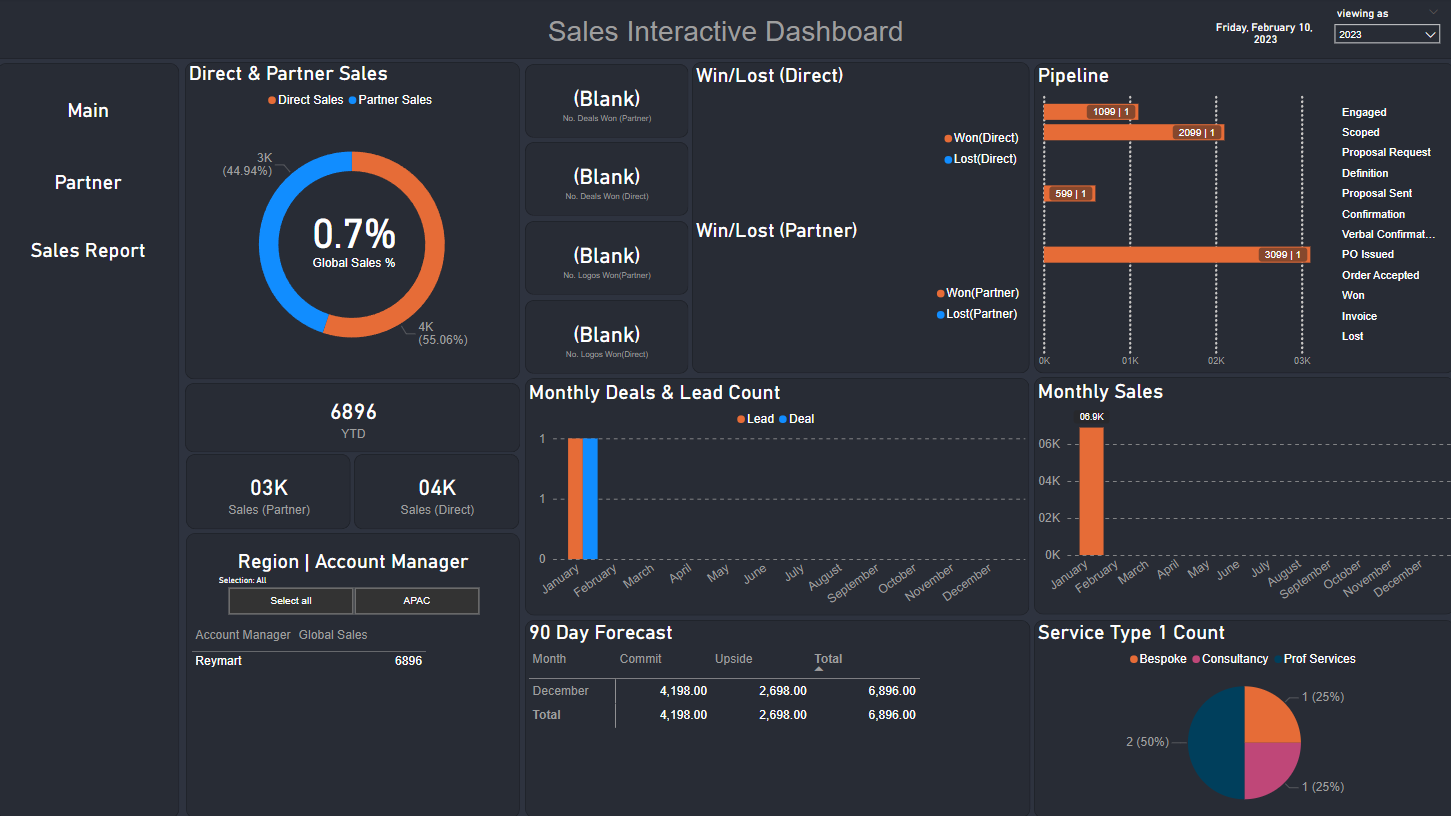 Sales Interactive Dashboard
Friday, February 10,
2023
viewing as
2023
Main
Partner
Sales Report
Direct & Partner Sales
Direct Sales Partner Sales
3K
(44.94%)
0.7%
Global Sales %
4K
(55.06%)
6896
YTD
03K
Sales (Partner)
04K
Sales (Direct)
Region | Account Manager
Selection: All
Select all APAC
Account Manager Global Sales
Reymart 6896
(Blank)
No. Deals Won (Partner)
(Blank)
No. Deals Won (Direct)
(Blank)
No. Logos Won(Partner)
(Blank)
No. Logos Won(Direct)
Win/Lost (Direct)
Won(Direct)
Lost(Direct)
Win/Lost (Partner)
Won(Partner)
Lost(Partner)
Pipeline
1099 | 1 Engaged
2099 | 1 Scoped
Proposal Request
Definition
599 | 1 Proposal Sent
Confirmation
Verbal Confirmat...
3099 | 1 PO Issued
Order Accepted
Won
Invoice
Lost
0K 01K 02K 03K
Monthly Deals & Lead Count
Lead Deal
1
1
0
January February March April May June July August September October November December
Monthly Sales
06.9K
06K
04K
02K
0K
January February March April May June July August September October November December
90 Day Forecast
Month Commit Upside Total
December 4,198.00 2,698.00 6,896.00
Total 4,198.00 2,698.00 6,896.00
Service Type 1 Count
Bespoke Consultancy Prof Services
1 (25%)
2 (50%)
1 (25%)